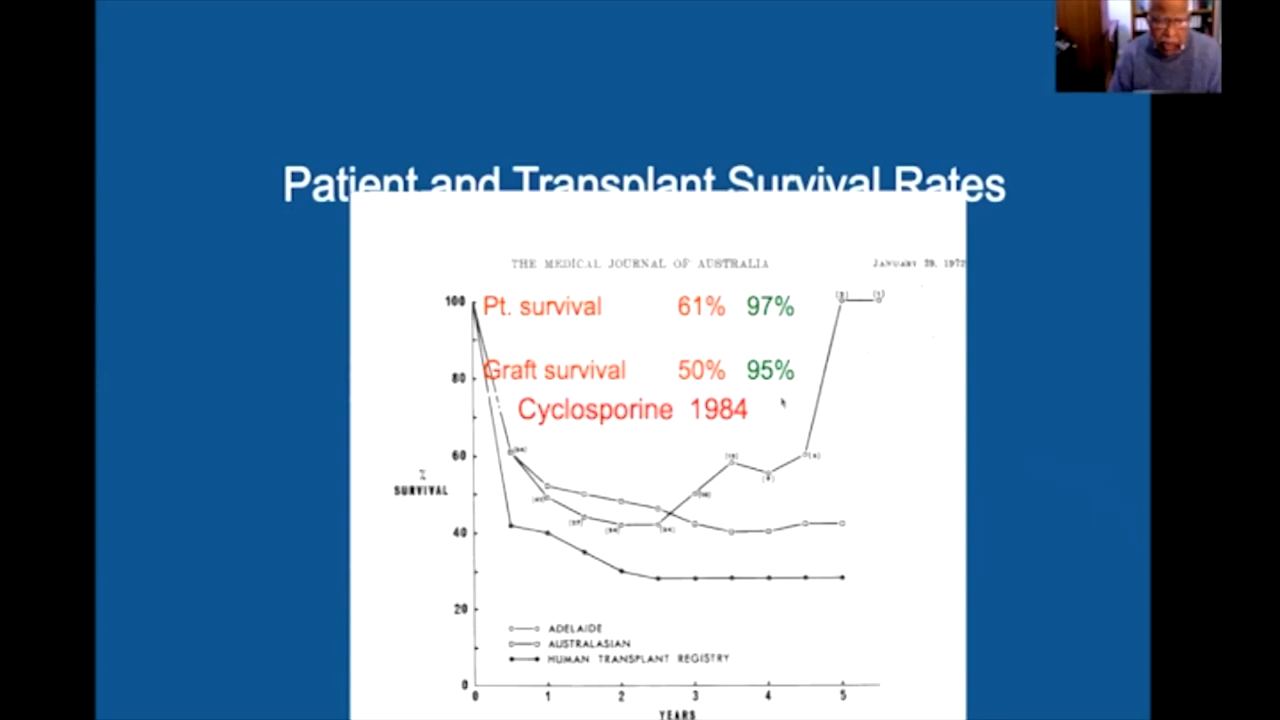 Patient and Transplant Survival Rates
THE MEDICAL JOURNAL OF AUSTRALIA
JANUARY 29, 1972
100
Pt. survival 61% 97%
Graft survival 50% 95%
80
Cyclosporine 1984
60
SURVIVAL
40
20
ADELAIDE
AUSTRALASIAN
HUMAN TRANSPLANT REGISTRY
0
0 1 2 3 4 5
YEARS